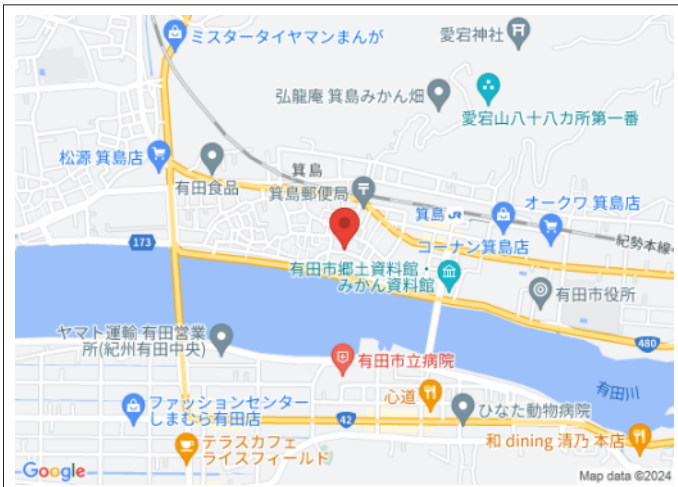 ミスタータイヤマンまんが
愛宕神社
弘龍庵 箕島みかん畑
愛宕山八十八カ所第一番
松源 箕島店
有田食品
箕島
箕島郵便局
箕島 JR
オークワ 箕島店
コーナン箕島店
紀勢本線
173
有田市郷土資料館・
みかん資料館
有田市役所
480
ヤマト運輸 有田営業
所(紀州有田中央)
有田市立病院
有田川
心道
ファッションセンター
しまむら有田店
42
ひなた動物病院
テラスカフェ
ライスフィールド
和 dining 清乃 本店
Google
Map data ©2024